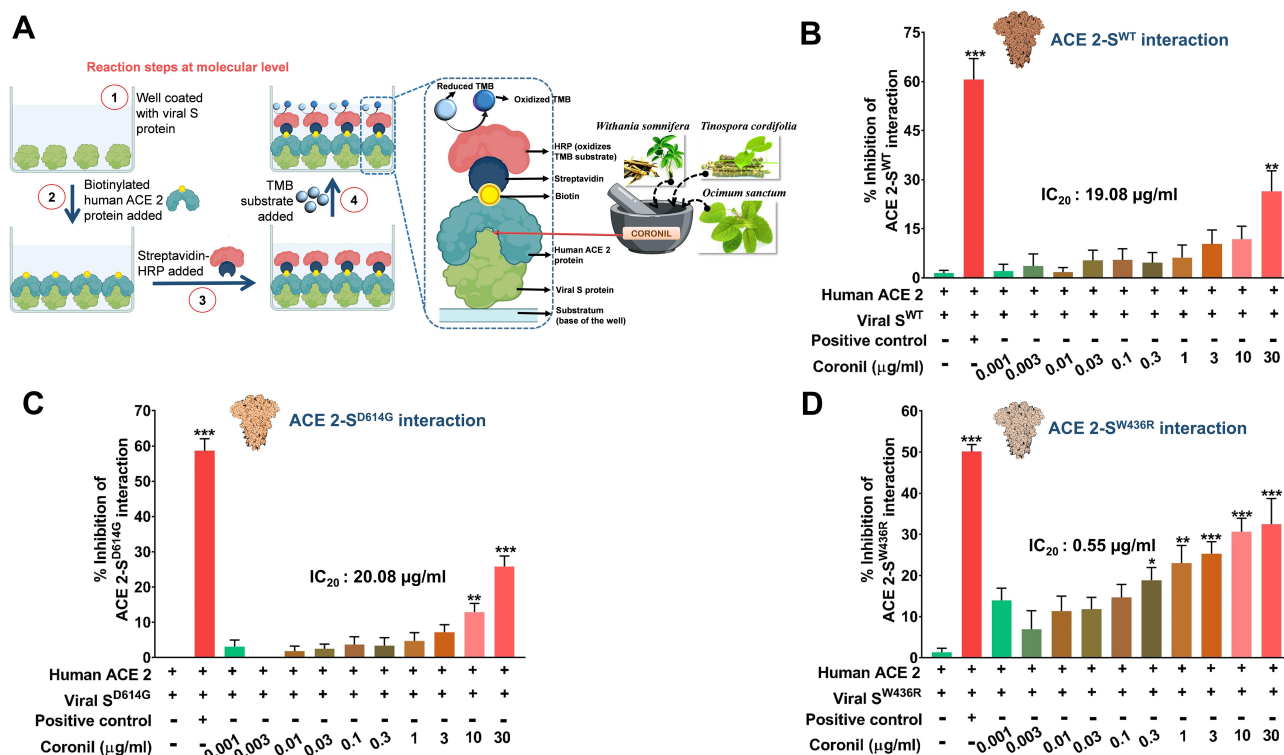 A
Reaction steps at molecular level
1
Well coated
with viral S
protein
2
Biotinylated
human ACE 2
protein added
Streptavidin-
HRP added
3
TMB
substrate
added
4
Reduced TMB
Oxidized TMB
HRP (oxidizes
TMB substrate)
Streptavidin
Biotin
Human ACE 2
protein
Viral S protein
Substratum
(base of the well)
Withania somnifera
Tinospora cordifolia
Ocimum sanctum
CORONIL
B
ACE 2-S^WT interaction
% Inhibition of
ACE 2-S^WT interaction
75
60
45
30
15
0
***
**
IC20 : 19.08 µg/ml
Human ACE 2 + + + + + + + + + + + +
Viral S^WT + + + + + + + + + + + +
Positive control - + - - - - - - - - - -
Coronil (µg/ml) - - 0.001 0.003 0.01 0.03 0.1 0.3 1 3 10 30
C
ACE 2-S^D614G interaction
% Inhibition of
ACE 2-S^D614G interaction
70
60
50
40
30
20
10
0
***
**
***
IC20 : 20.08 µg/ml
Human ACE 2 + + + + + + + + + + + +
Viral S^D614G + + + + + + + + + + + +
Positive control - + - - - - - - - - - -
Coronil (µg/ml) - - 0.001 0.003 0.01 0.03 0.1 0.3 1 3 10 30
D
ACE 2-S^W436R interaction
% Inhibition of
ACE 2-S^W436R interaction
60
50
40
30
20
10
0
***
*
**
***
***
***
IC20 : 0.55 µg/ml
Human ACE 2 + + + + + + + + + + + +
Viral S^W436R + + + + + + + + + + + +
Positive control - + - - - - - - - - - -
Coronil (µg/ml) - - 0.001 0.003 0.01 0.03 0.1 0.3 1 3 10 30